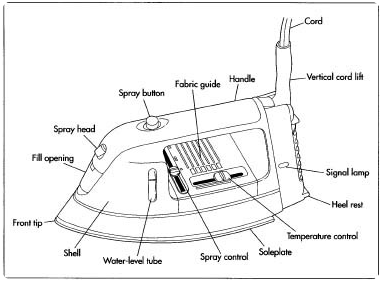 Cord
Fabric guide
Handle
Vertical cord lift
Spray button
Spray head
Fill opening
Signal lamp
Heel rest
Front tip
Temperature control
Shell
Water-level tube
Spray control
Soleplate